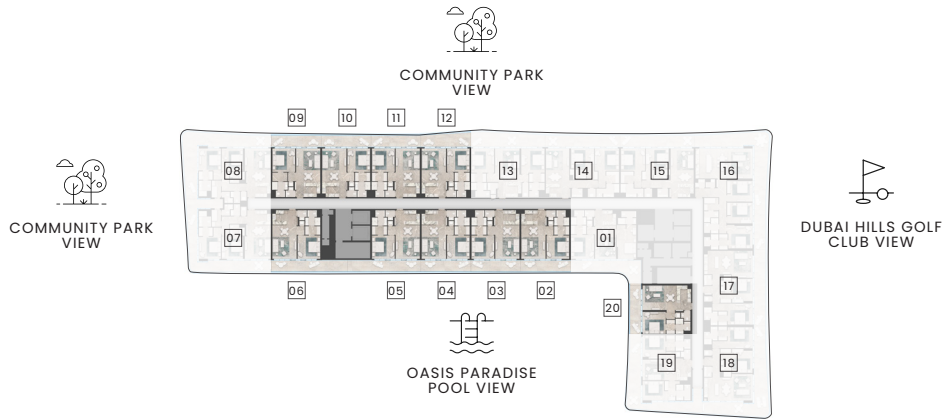 COMMUNITY PARK
VIEW
09
10
11
12
08
13
14
15
16
COMMUNITY PARK
VIEW
DUBAI HILLS GOLF
CLUB VIEW
07
01
06
05
04
03
02
17
20
OASIS PARADISE
POOL VIEW
19
18